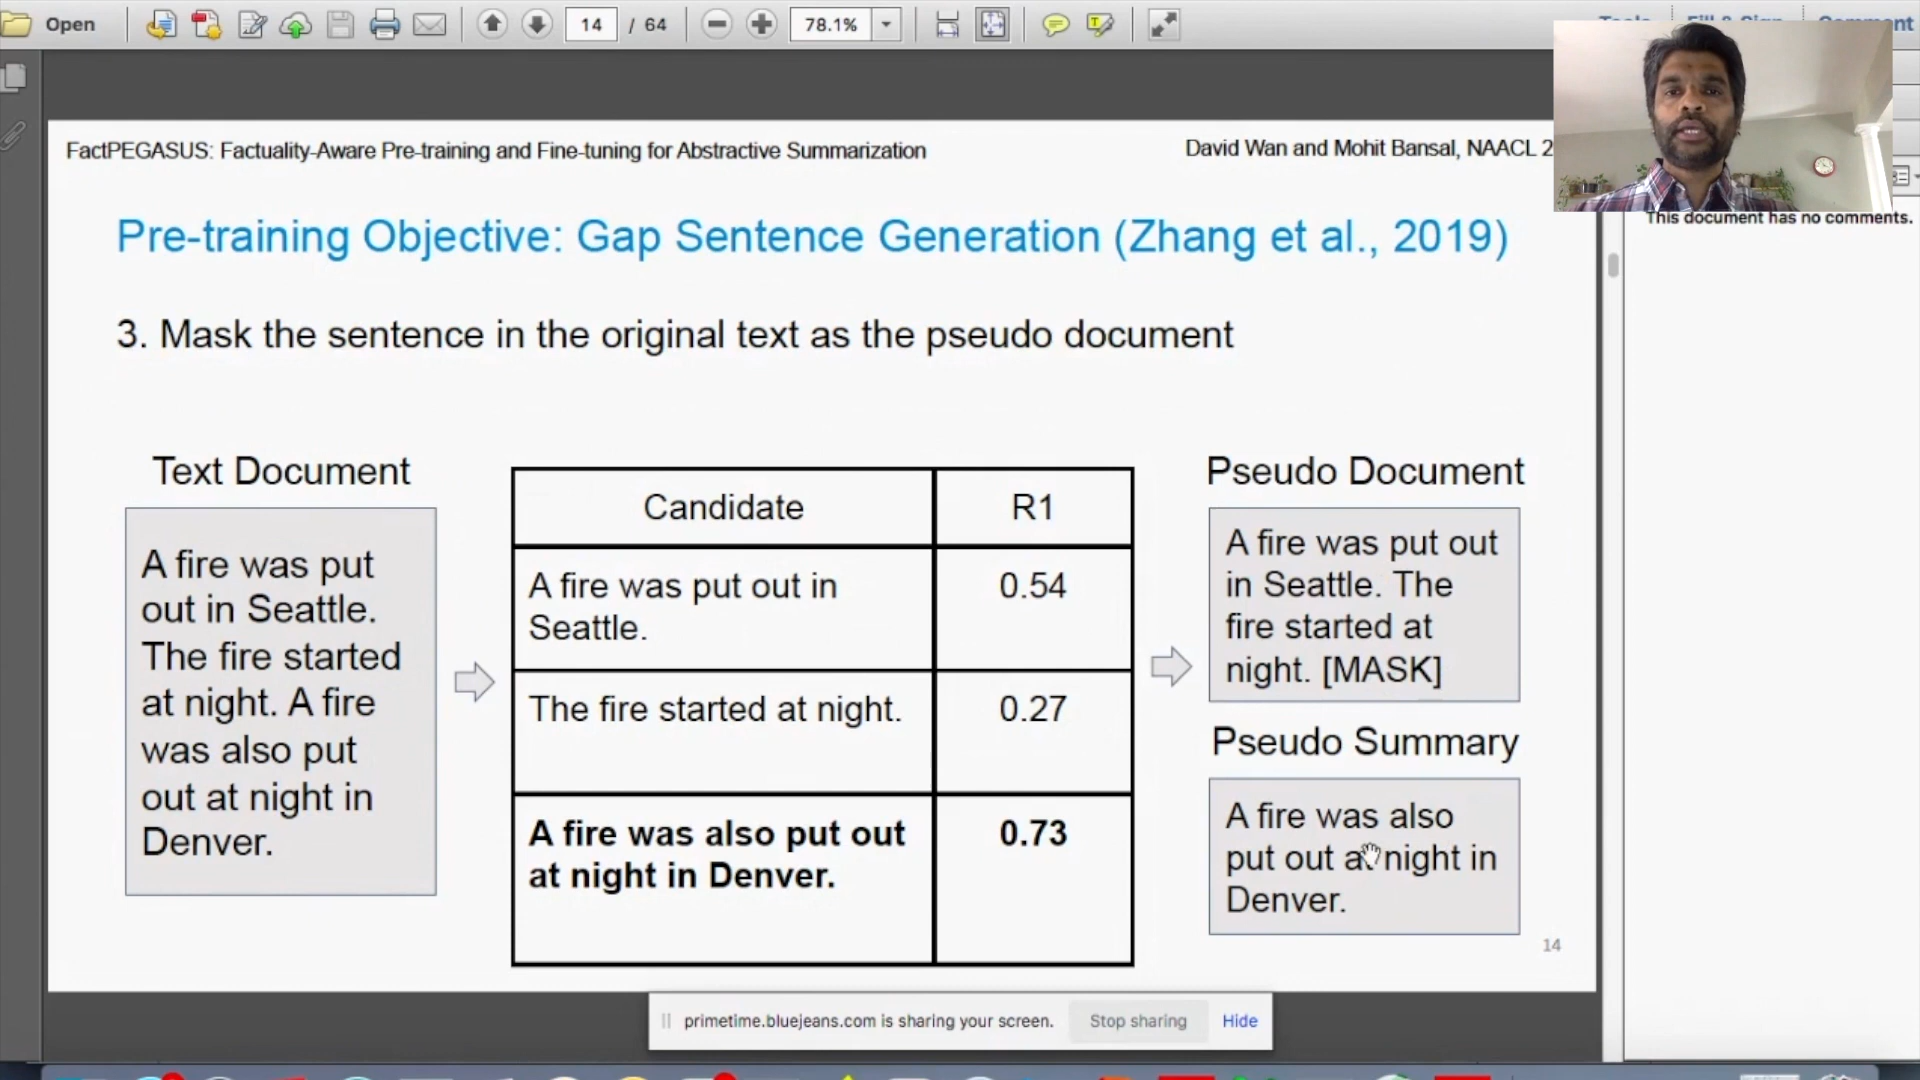 Open
14 / 64
78.1%
FactPEGASUS: Factuality-Aware Pre-training and Fine-tuning for Abstractive Summarization
David Wan and Mohit Bansal, NAACL 2
This document has no comments.
Pre-training Objective: Gap Sentence Generation (Zhang et al., 2019)
3. Mask the sentence in the original text as the pseudo document
Text Document
A fire was put
out in Seattle.
The fire started
at night. A fire
was also put
out at night in
Denver.
Candidate R1
A fire was put out in 0.54
Seattle.
The fire started at night. 0.27
A fire was also put out 0.73
at night in Denver.
Pseudo Document
A fire was put out
in Seattle. The
fire started at
night. [MASK]
Pseudo Summary
A fire was also
put out at night in
Denver.
14
primetime.bluejeans.com is sharing your screen. Stop sharing Hide